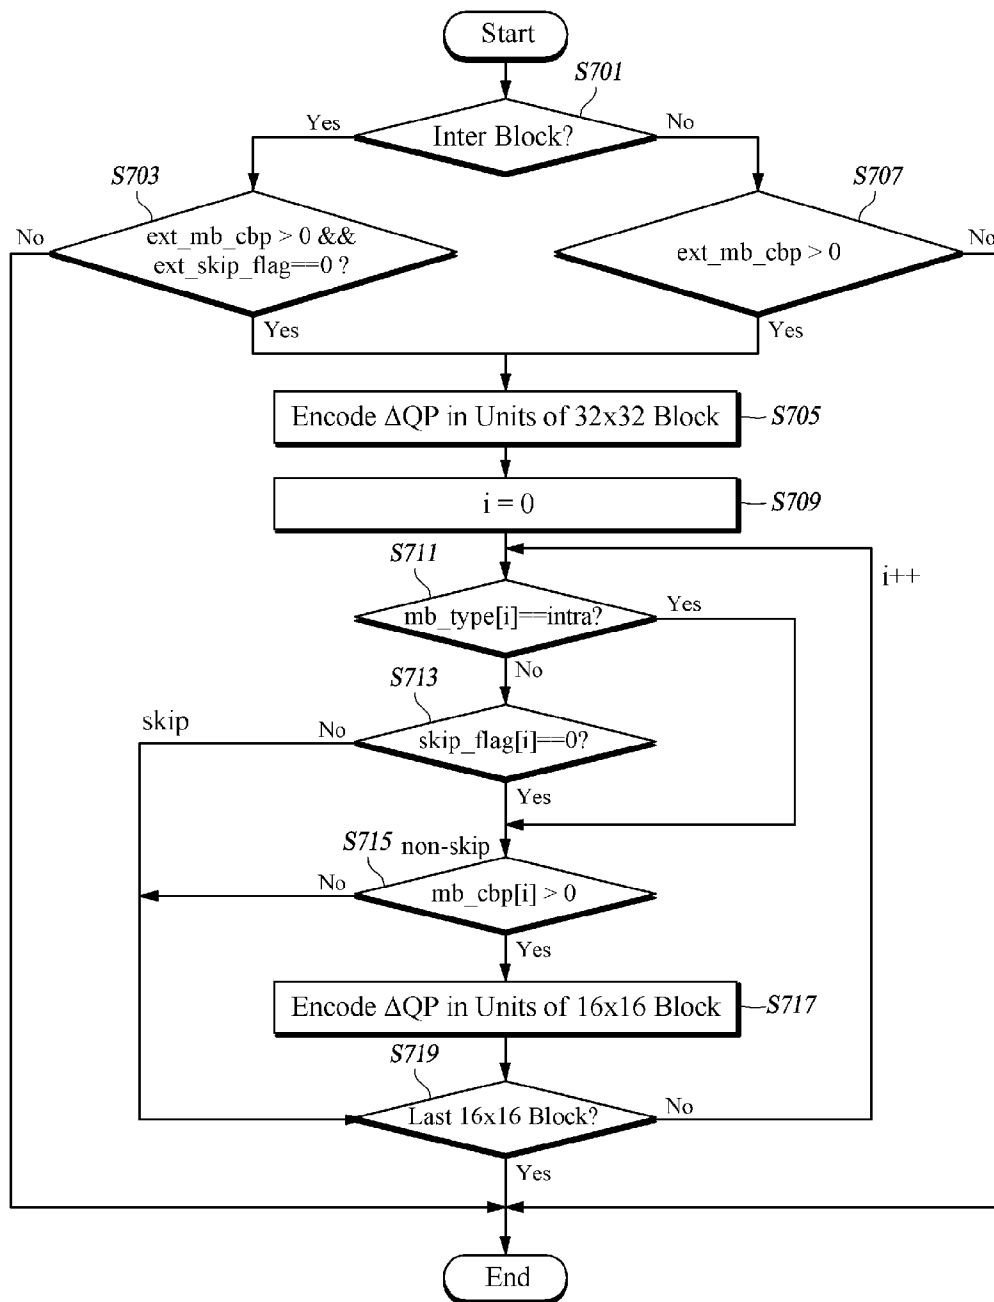 Start
S701
Inter Block?
Yes
No
S703
S707
ext_mb_cbp > 0 &&
ext_skip_flag==0 ?
No
Yes
ext_mb_cbp > 0
No
Yes
Encode ΔQP in Units of 32x32 Block
S705
i = 0
S709
S711
i++
mb_type[i]==intra?
Yes
No
S713
skip
No
skip_flag[i]==0?
Yes
S715
non-skip
No
mb_cbp[i] > 0
Yes
Encode ΔQP in Units of 16x16 Block
S717
S719
Last 16x16 Block?
No
Yes
End